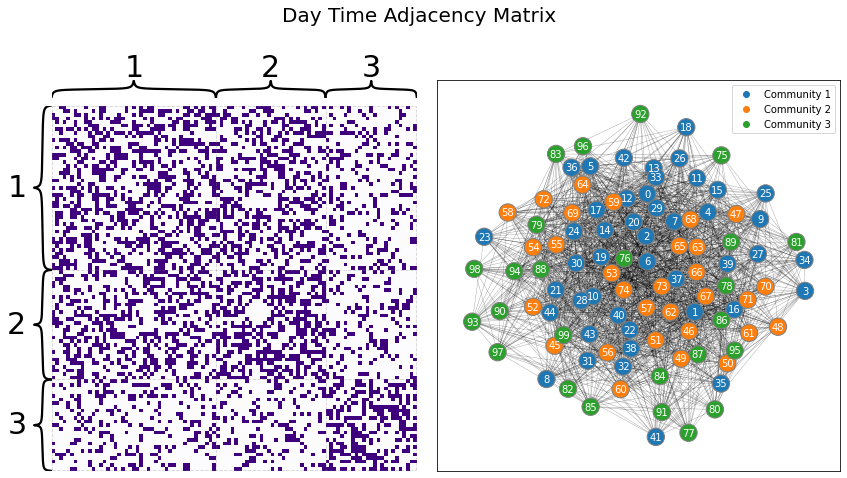 Day Time Adjacency Matrix
1 2 3
1
2
3
Community 1
Community 2
Community 3
92
18
96
83
42
75
36 5 13 26
33 11
64 15 25
72 59 12 0
58 69 17 29 4 47 9
79 24 14 20 7 68
23 54 55 2 65 63 89 81
98 94 88 30 19 76 6 66 39 27 34
53 37 78 70
21 28 10 74 73 67 71 3
90 52 44 57 62 1 16
93 40 86 48
99 43 22 46 61
97 45 56 38 51 87 95
31 32 49 50
8 82 84 35
60
85 91 80
41 77